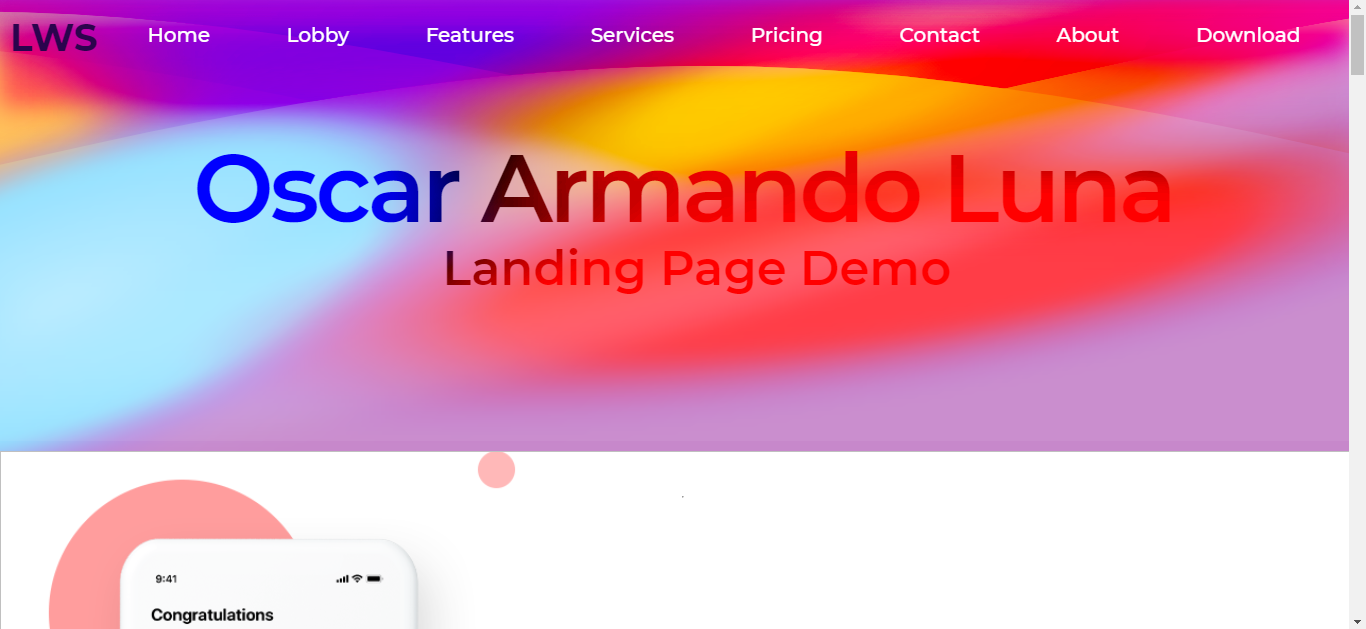 LWS Home Lobby Features Services Pricing Contact About Download
Oscar Armando Luna
Landing Page Demo
9:41
Congratulations